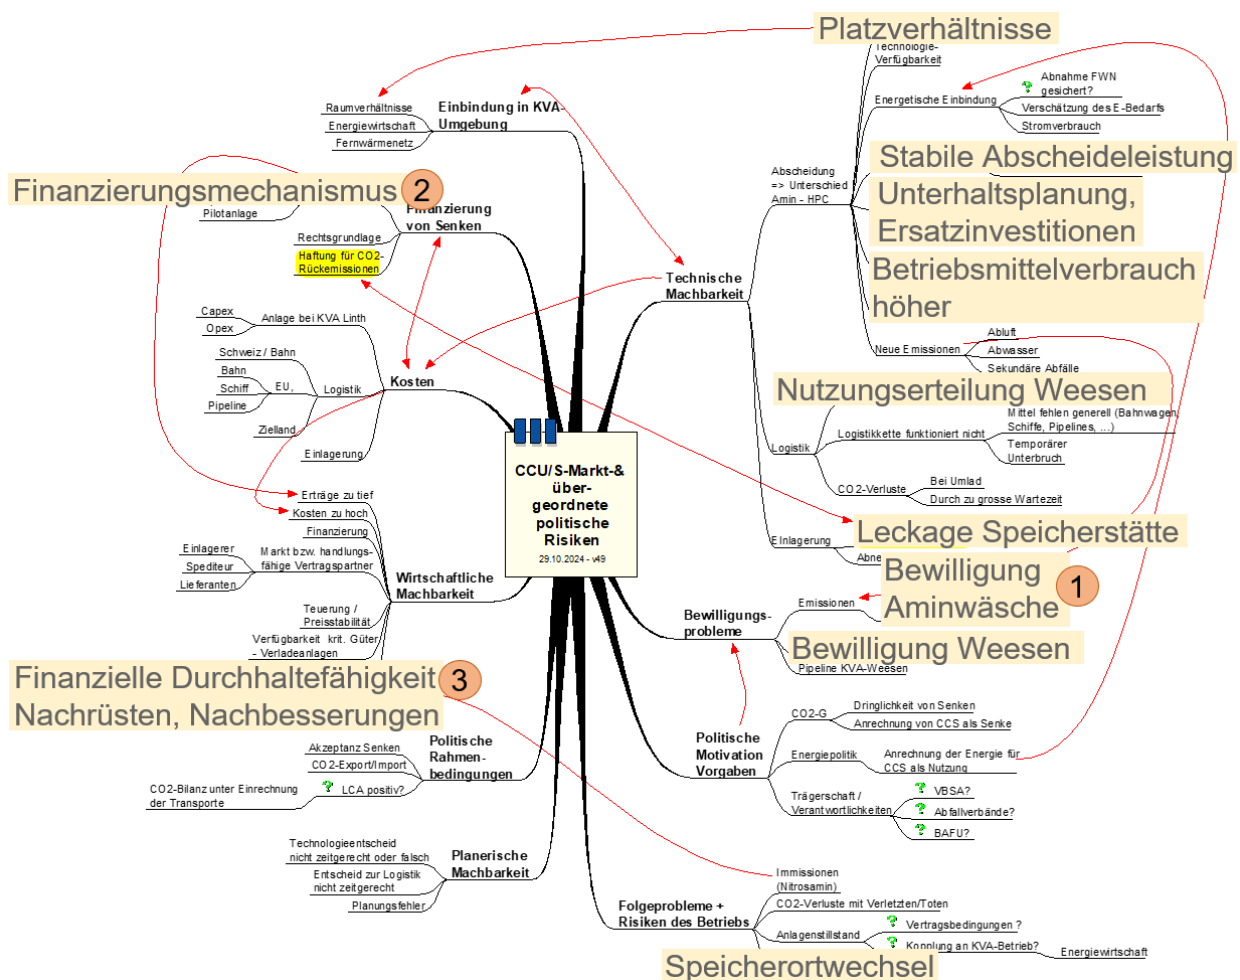 Platzverhältnisse
Technologie-
Verfügbarkeit
Abnahme FWN
gesichert?
Energetische Einbindung
Verschätzung des E-Bedarfs
Stromverbrauch
Raumverhältnisse
Energiewirtschaft
Fernwärmenetz
Einbindung in KVA-
Umgebung
Abscheidung
=> Unterschied
Amin - HPC
Stabile Abscheideleistung
Unterhaltsplanung,
Ersatzinvestitionen
Betriebsmittelverbrauch
höher
Finanzierungsmechanismus 2
Pilotanlage
Finanzierung
von Senken
Rechtsgrundlage
Haftung für CO2-
Rückemissionen
Technische
Machbarkeit
Neue Emissionen
Abluft
Abwasser
Sekundäre Abfälle
Capex
Opex
Anlage bei KVA Linth
Schweiz / Bahn
Bahn
Schiff
Pipeline
EU,
Logistik
Zielland
Einlagerung
Kosten
Nutzungserteilung Weesen
Logistik
Logistikkette funktioniert nicht
Mittel fehlen generell (Bahnwagen,
Schiffe, Pipelines, ...)
Temporärer
Unterbruch
CO2-Verluste
Bei Umlad
Durch zu grosse Wartezeit
CCU/S-Markt-&
über-
geordnete
politische
Risiken
29.10.2024 - v49
EInlagerung
Leckage Speicherstätte
Erträge zu tief
Kosten zu hoch
Finanzierung
Einlagerer
Spediteur
Lieferanten
Markt bzw. handlungs-
fähige Vertragspartner
Wirtschaftliche
Machbarkeit
Teuerung /
Preisstabilität
Verfügbarkeit krit. Güter
- Verladeanlagen
Bewilligung
Aminwäsche 1
Bewilligungs-
probleme
Emissionen
Bewilligung Weesen
Pipeline KVA-Weesen
Finanzielle Durchhaltefähigkeit 3
Nachrüsten, Nachbesserungen
Politische
Rahmen-
bedingungen
Akzeptanz Senken
CO2-Export/Import
LCA positiv?
CO2-Bilanz unter Einrechnung
der Transporte
Politische
Motivation
Vorgaben
CO2-G
Dringlichkeit von Senken
Anrechnung von CCS als Senke
Energiepolitik
Anrechnung der Energie für
CCS als Nutzung
Trägerschaft /
Verantwortlichkeiten
VBSA?
Abfallverbände?
BAFU?
Technologieentscheid
nicht zeitgerecht oder falsch
Entscheid zur Logistik
nicht zeitgerecht
Planungsfehler
Planerische
Machbarkeit
Folgeprobleme +
Risiken des Betriebs
Immissionen
(Nitrosamin)
CO2-Verluste mit Verletzten/Toten
Anlagenstillstand
Vertragsbedingungen ?
Kopplung an KVA-Betrieb?
Energiewirtschaft
Speicherortwechsel